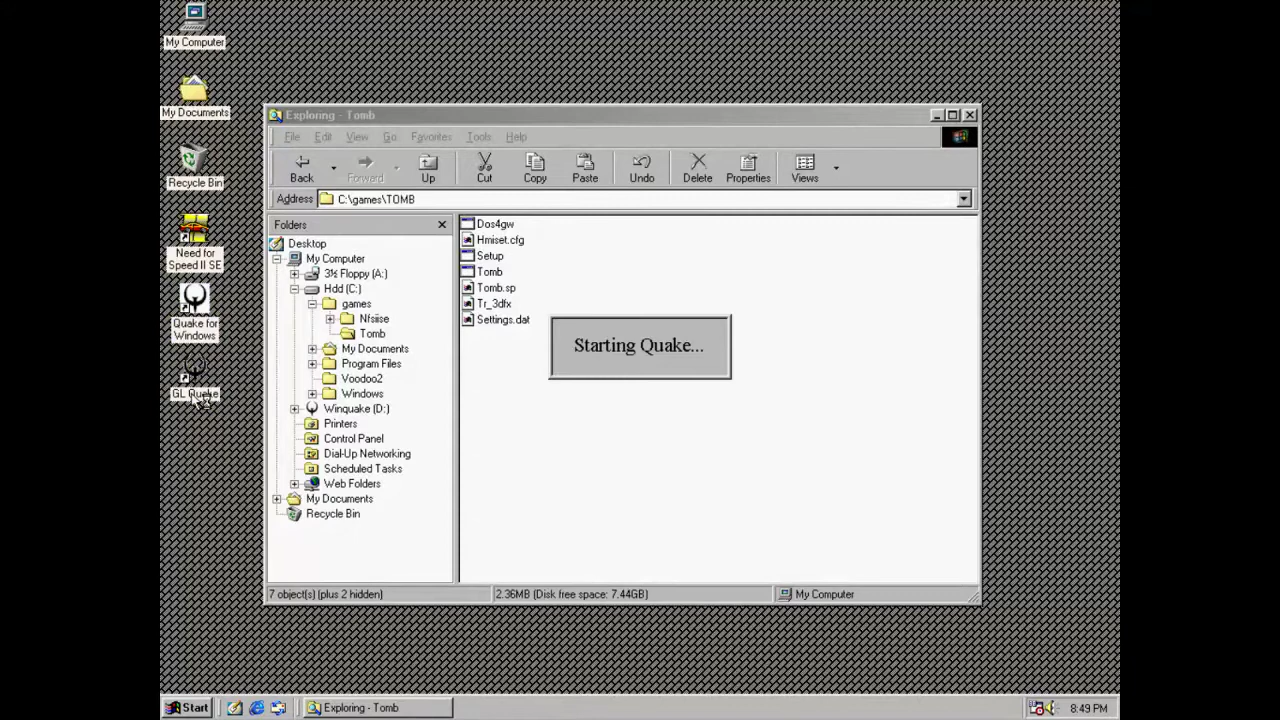 My Computer
My Documents
Recycle Bin
Need for
Speed II SE
Quake for
Windows
GL Quake
Exploring - Tomb
File Edit View Go Favorites Tools Help
Back Forward Up Cut Copy Paste Undo Delete Properties Views
Address C:\games\TOMB
Folders
Desktop
My Computer
3½ Floppy (A:)
Hdd (C:)
games
Nfsiise
Tomb
My Documents
Program Files
Voodoo2
Windows
Winquake (D:)
Printers
Control Panel
Dial-Up Networking
Scheduled Tasks
Web Folders
My Documents
Recycle Bin
Dos4gw
Hmiset.cfg
Setup
Tomb
Tomb.sp
Tr_3dfx
Settings.dat
Starting Quake...
7 object(s) (plus 2 hidden) 2.36MB (Disk free space: 7.44GB) My Computer
Start Exploring - Tomb 8:49 PM